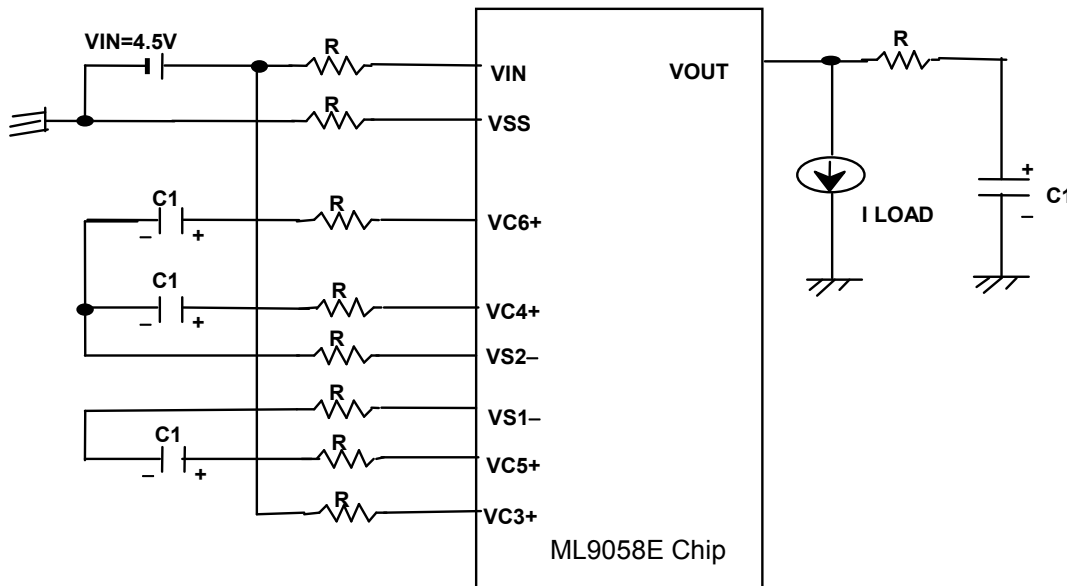 VIN=4.5V
R
VIN
R
VSS
C1
– +
R
VC6+
C1
– +
R
VC4+
R
VS2–
R
VS1–
C1
– +
R
VC5+
R
VC3+
ML9058E Chip
VOUT
R
I LOAD
+
C1
–